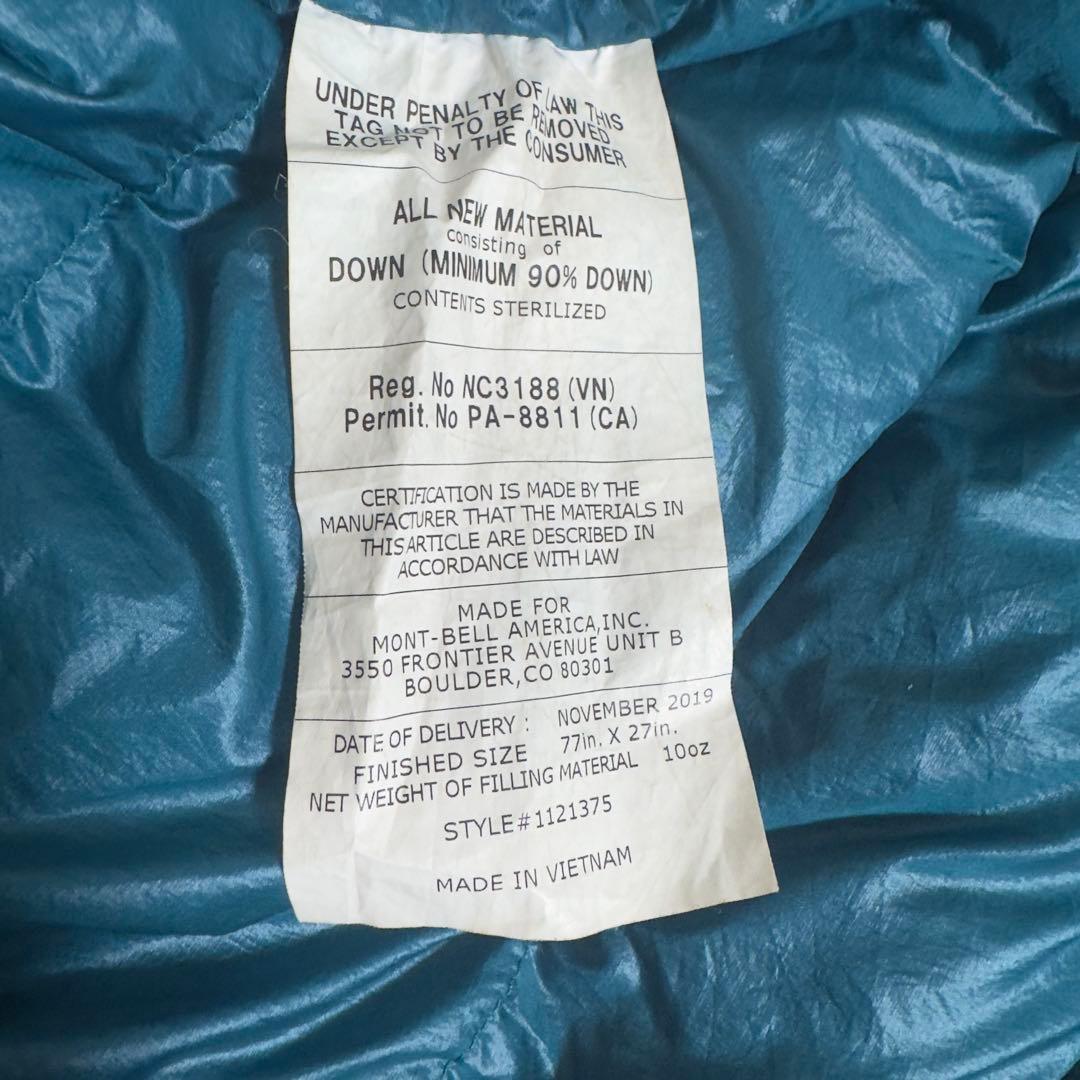 UNDER PENALTY OF LAW THIS
TAG NOT TO BE REMOVED
EXCEPT BY THE CONSUMER
ALL NEW MATERIAL
consisting of
DOWN (MINIMUM 90% DOWN)
CONTENTS STERILIZED
Reg. No NC3188 (VN)
Permit. No PA-8811 (CA)
CERTIFICATION IS MADE BY THE
MANUFACTURER THAT THE MATERIALS IN
THIS ARTICLE ARE DESCRIBED IN
ACCORDANCE WITH LAW
MADE FOR
MONT-BELL AMERICA, INC.
3550 FRONTIER AVENUE UNIT B
BOULDER, CO 80301
DATE OF DELIVERY : NOVEMBER 2019
FINISHED SIZE 77in. X 27in.
NET WEIGHT OF FILLING MATERIAL 10oz
STYLE#1121375
MADE IN VIETNAM